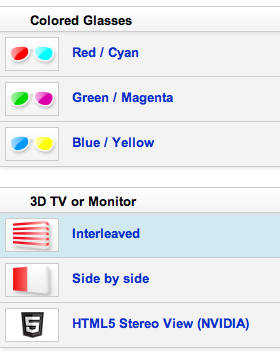 Colored Glasses
Red / Cyan
Green / Magenta
Blue / Yellow
3D TV or Monitor
Interleaved
Side by side
5
HTML5 Stereo View (NVIDIA)